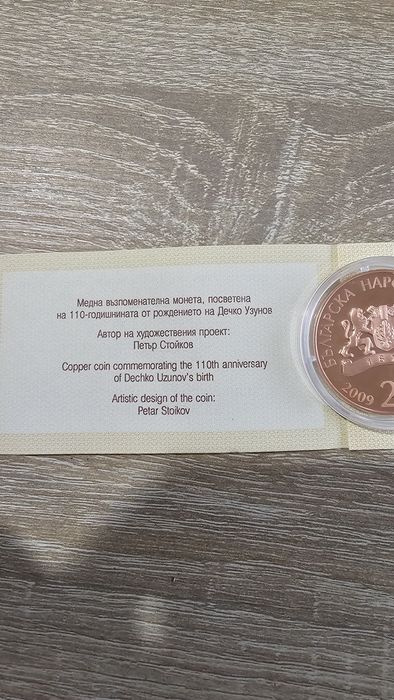 Медна възпоменателна монета, посветена
на 110-годишнината от рождението на Дечко Узунов
Автор на художествения проект:
Петър Стойков
Copper coin commemorating the 110th anniversary
of Dechko Uzunov's birth
Artistic design of the coin:
Petar Stoikov
БЪЛГАРСКА НАРО
2009
2